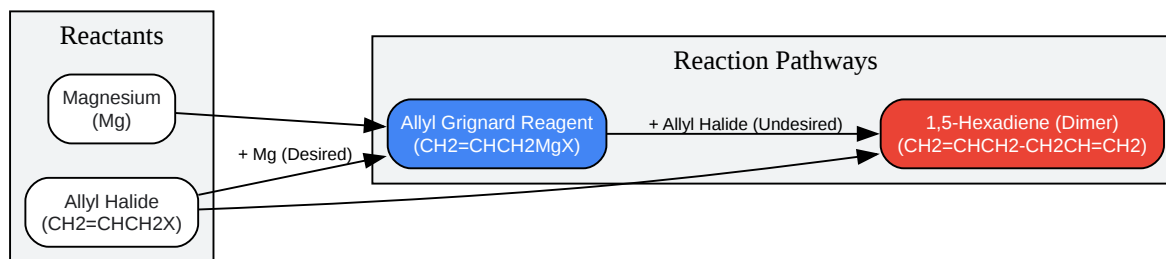 Reactants
Magnesium
(Mg)
Allyl Halide
(CH2=CHCH2X)
+ Mg (Desired)
Reaction Pathways
Allyl Grignard Reagent
(CH2=CHCH2MgX)
+ Allyl Halide (Undesired)
1,5-Hexadiene (Dimer)
(CH2=CHCH2-CH2CH=CH2)